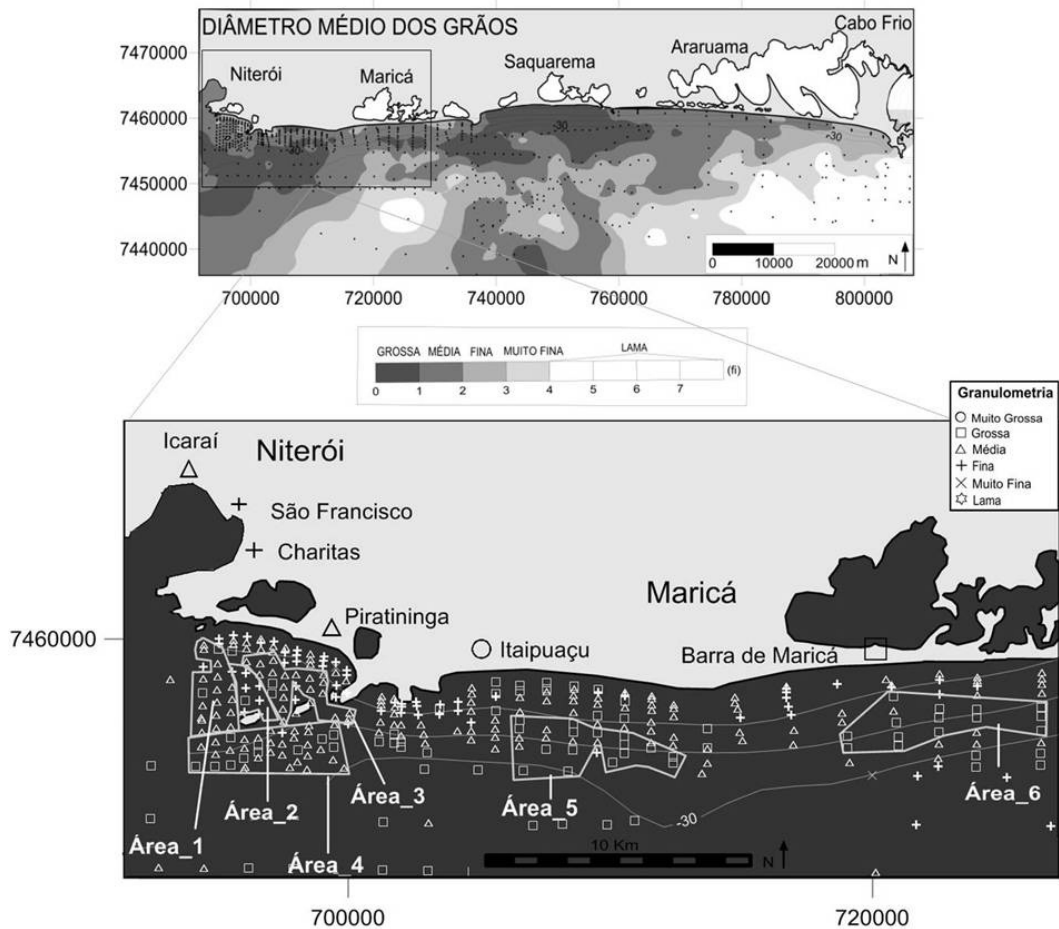 DIÂMETRO MÉDIO DOS GRÃOS
Cabo Frio
Araruama
Saquarema
Niterói
Maricá
7470000
7460000
7450000
7440000
-30
-30
-30
0 10000 20000 m
N
700000 720000 740000 760000 780000 800000
GROSSA MÉDIA FINA MUITO FINA LAMA
0 1 2 3 4 5 6 7 (fi)
Granulometria
Muito Grossa
Grossa
Média
Fina
Muito Fina
Lama
Icaraí
Niterói
São Francisco
Charitas
Piratininga
Maricá
Itaipuaçu
Barra de Maricá
7460000
Área_1
Área_2
Área_3
Área_4
Área_5
Área_6
-30
10 Km
N
700000 720000